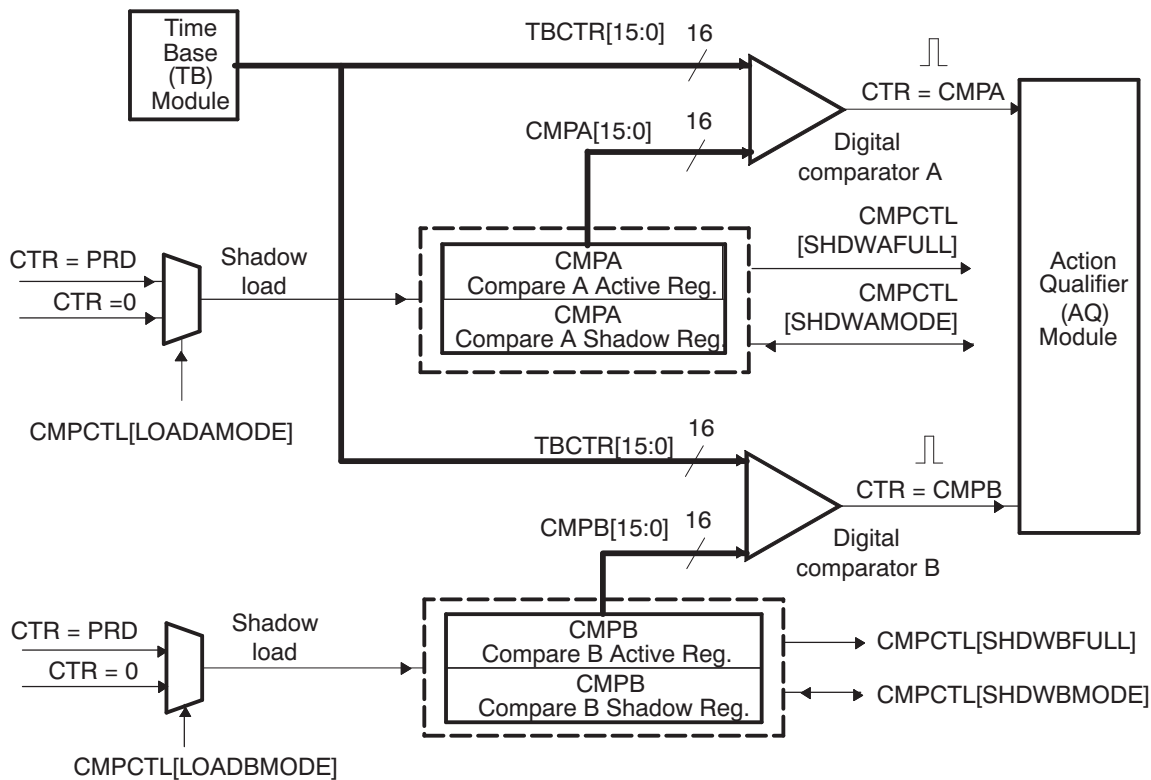 Time
Base
(TB)
Module
TBCTR[15:0] 16
CTR = CMPA
CMPA[15:0] 16
Digital
comparator A
CTR = PRD
CTR =0
Shadow
load
CMPCTL[LOADAMODE]
CMPA
Compare A Active Reg.
CMPA
Compare A Shadow Reg.
CMPCTL
[SHDWAFULL]
CMPCTL
[SHDWAMODE]
Action
Qualifier
(AQ)
Module
TBCTR[15:0] 16
CTR = CMPB
CMPB[15:0] 16
Digital
comparator B
CTR = PRD
CTR = 0
Shadow
load
CMPCTL[LOADBMODE]
CMPB
Compare B Active Reg.
CMPB
Compare B Shadow Reg.
CMPCTL[SHDWBFULL]
CMPCTL[SHDWBMODE]